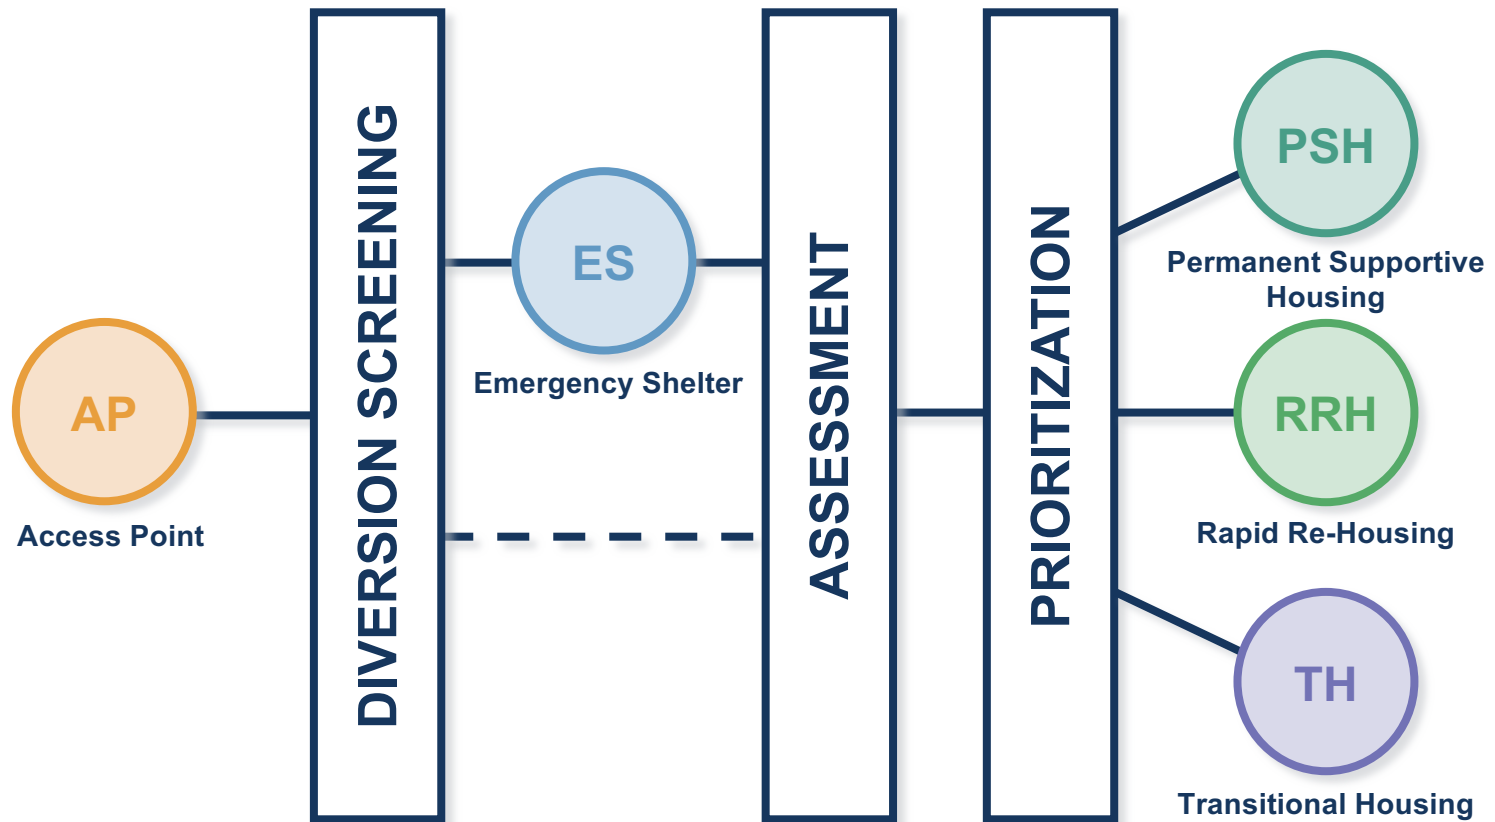 AP
Access Point
DIVERSION SCREENING
ES
Emergency Shelter
ASSESSMENT
PRIORITIZATION
PSH
Permanent Supportive
Housing
RRH
Rapid Re-Housing
TH
Transitional Housing